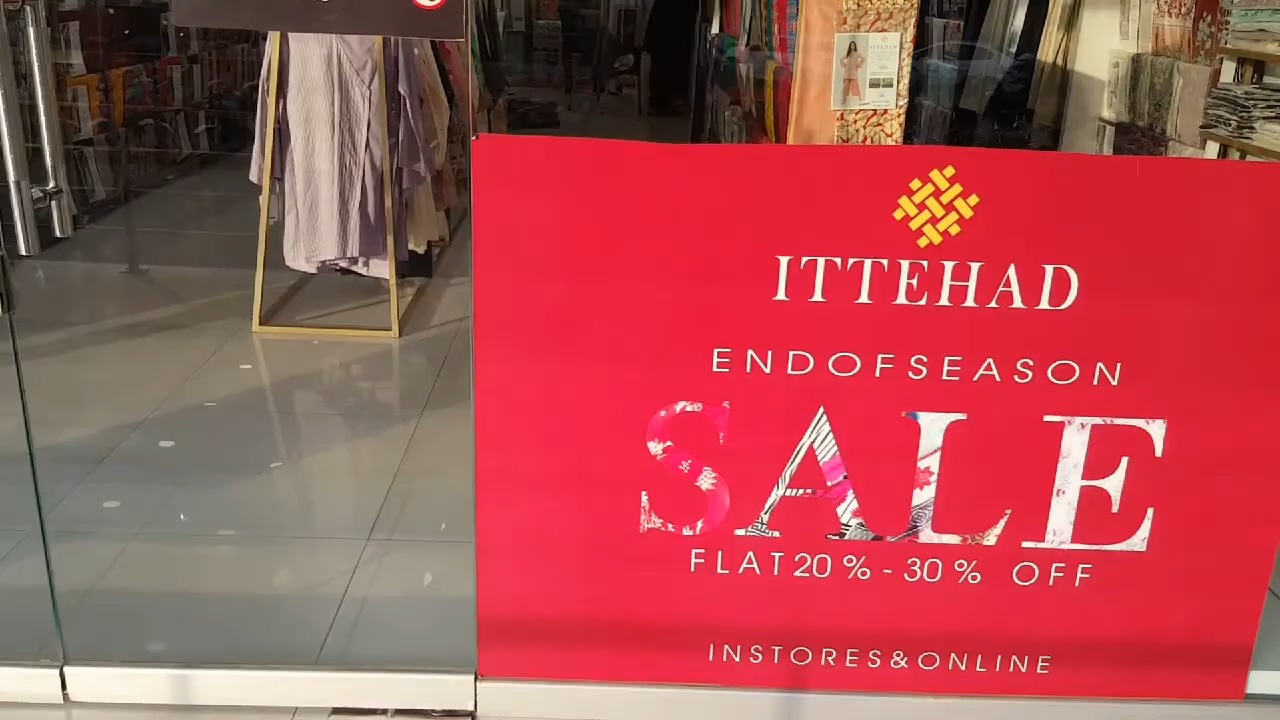 ITTEHAD
ENDOFSEASON
SALE
FLAT20%-30% OFF
INSTORES&ONLINE